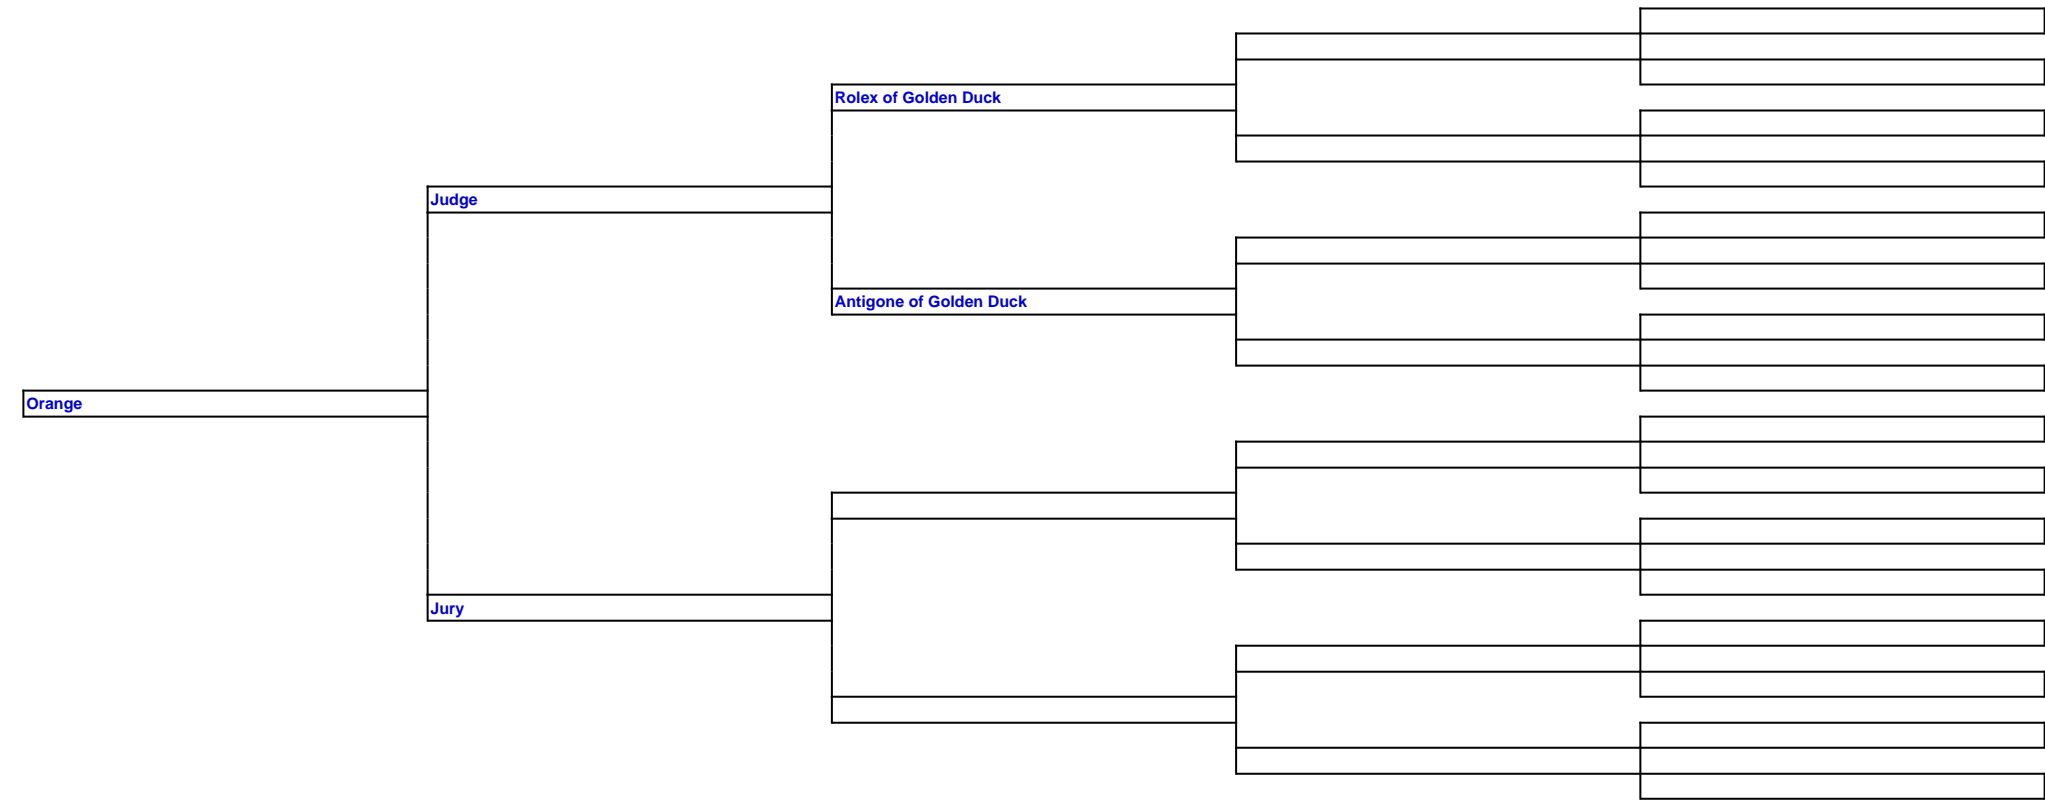 Rolex of Golden Duck
Judge
Antigone of Golden Duck
Orange
Jury